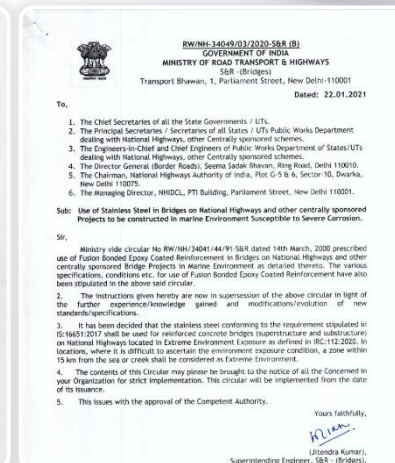 RW/NH-34049/03/2020-S&R (B)
GOVERNMENT OF INDIA
MINISTRY OF ROAD TRANSPORT & HIGHWAYS
S&R -(Bridges)
Transport Bhawan, 1, Parliament Street, New Delhi-110001
Dated: 22.01.2021
To,
1. The Chief Secretaries of all the State Governments / UTs.
2. The Principal Secretaries / Secretaries of all States / UTs Public Works Department
dealing with National Highways, other Centrally sponsored schemes.
3. The Engineers-in-Chief and Chief Engineers of Public Works Department of States/UTs
dealing with National Highways, other Centrally sponsored schemes.
4. The Director General (Border Roads), Seema Sadak Bhavan, Ring Road, Delhi 110010.
5. The Chairman, National Highways Authority of India, Plot G-5 & 6, Sector-10, Dwarka,
New Delhi 110075.
6. The Managing Director, NHIDCL, PTI Building, Parliament Street, New Delhi 110001.
Sub: Use of Stainless Steel in Bridges on National Highways and other centrally sponsored
Projects to be constructed in marine Environment Susceptible to Severe Corrosion.
Sir,
Ministry vide circular No RW/NH-34041/44/91-S&R dated 14th March, 2000 prescribed
use of Fusion Bonded Epoxy Coated Reinforcement in Bridges on National Highways and other
centrally sponsored Bridge Projects in Marine Environment as detailed thereto. The various
specifications, conditions etc. for use of Fusion Bonded Epoxy Coated Reinforcement have also
been stipulated in the above said circular.
2. The instructions given hereby are now in supersession of the above circular in light of
the further experience/knowledge gained and modifications/evolution of new
standards/specifications.
3. It has been decided that the stainless steel conforming to the requirement stipulated in
IS:16651:2017 shall be used for reinforced concrete bridges (superstructure and substructure)
on National Highways located in Extreme Environment Exposure as defined in IRC:112:2020. In
locations, where it is difficult to ascertain the environment exposure condition, a zone within
15 km from the sea or creek shall be considered as Extreme Environment.
4. The contents of this Circular may please be brought to the notice of all the Concerned in
your Organization for strict implementation. This circular will be implemented from the date
of its issuance.
5. This issues with the approval of the Competent Authority.
Yours faithfully,
(Jitendra Kumar),
Superintending Engineer, S&R - (Bridges),